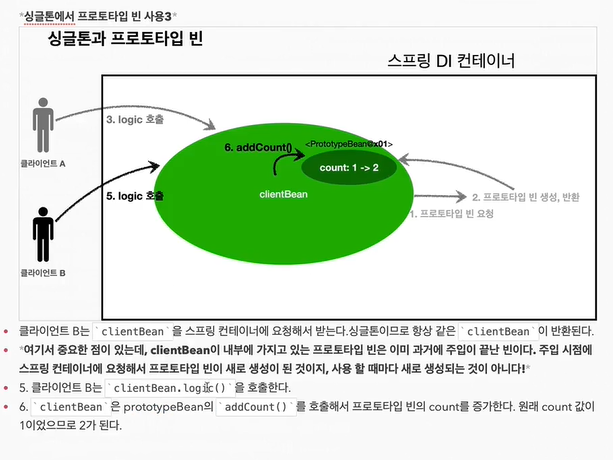 *싱글톤에서 프로토타입 빈 사용3*
싱글톤과 프로토타입 빈
스프링 DI 컨테이너
3. logic 호출
클라이언트 A
6. addCount()
<PrototypeBean@x01>
count: 1 -> 2
clientBean
5. logic 호출
2. 프로토타입 빈 생성, 반환
1. 프로토타입 빈 요청
클라이언트 B
• 클라이언트 B는 `clientBean`을 스프링 컨테이너에 요청해서 받는다.싱글톤이므로 항상 같은 `clientBean`이 반환된다.
• *여기서 중요한 점이 있는데, clientBean이 내부에 가지고 있는 프로토타입 빈은 이미 과거에 주입이 끝난 빈이다. 주입 시점에
스프링 컨테이너에 요청해서 프로토타입 빈이 새로 생성이 된 것이지, 사용 할 때마다 새로 생성되는 것이 아니다!*
• 5. 클라이언트 B는 `clientBean.logic()`을 호출한다.
• 6. `clientBean`은 prototypeBean의 `addCount()`를 호출해서 프로토타입 빈의 count를 증가한다. 원래 count 값이
1이었으므로 2가 된다.